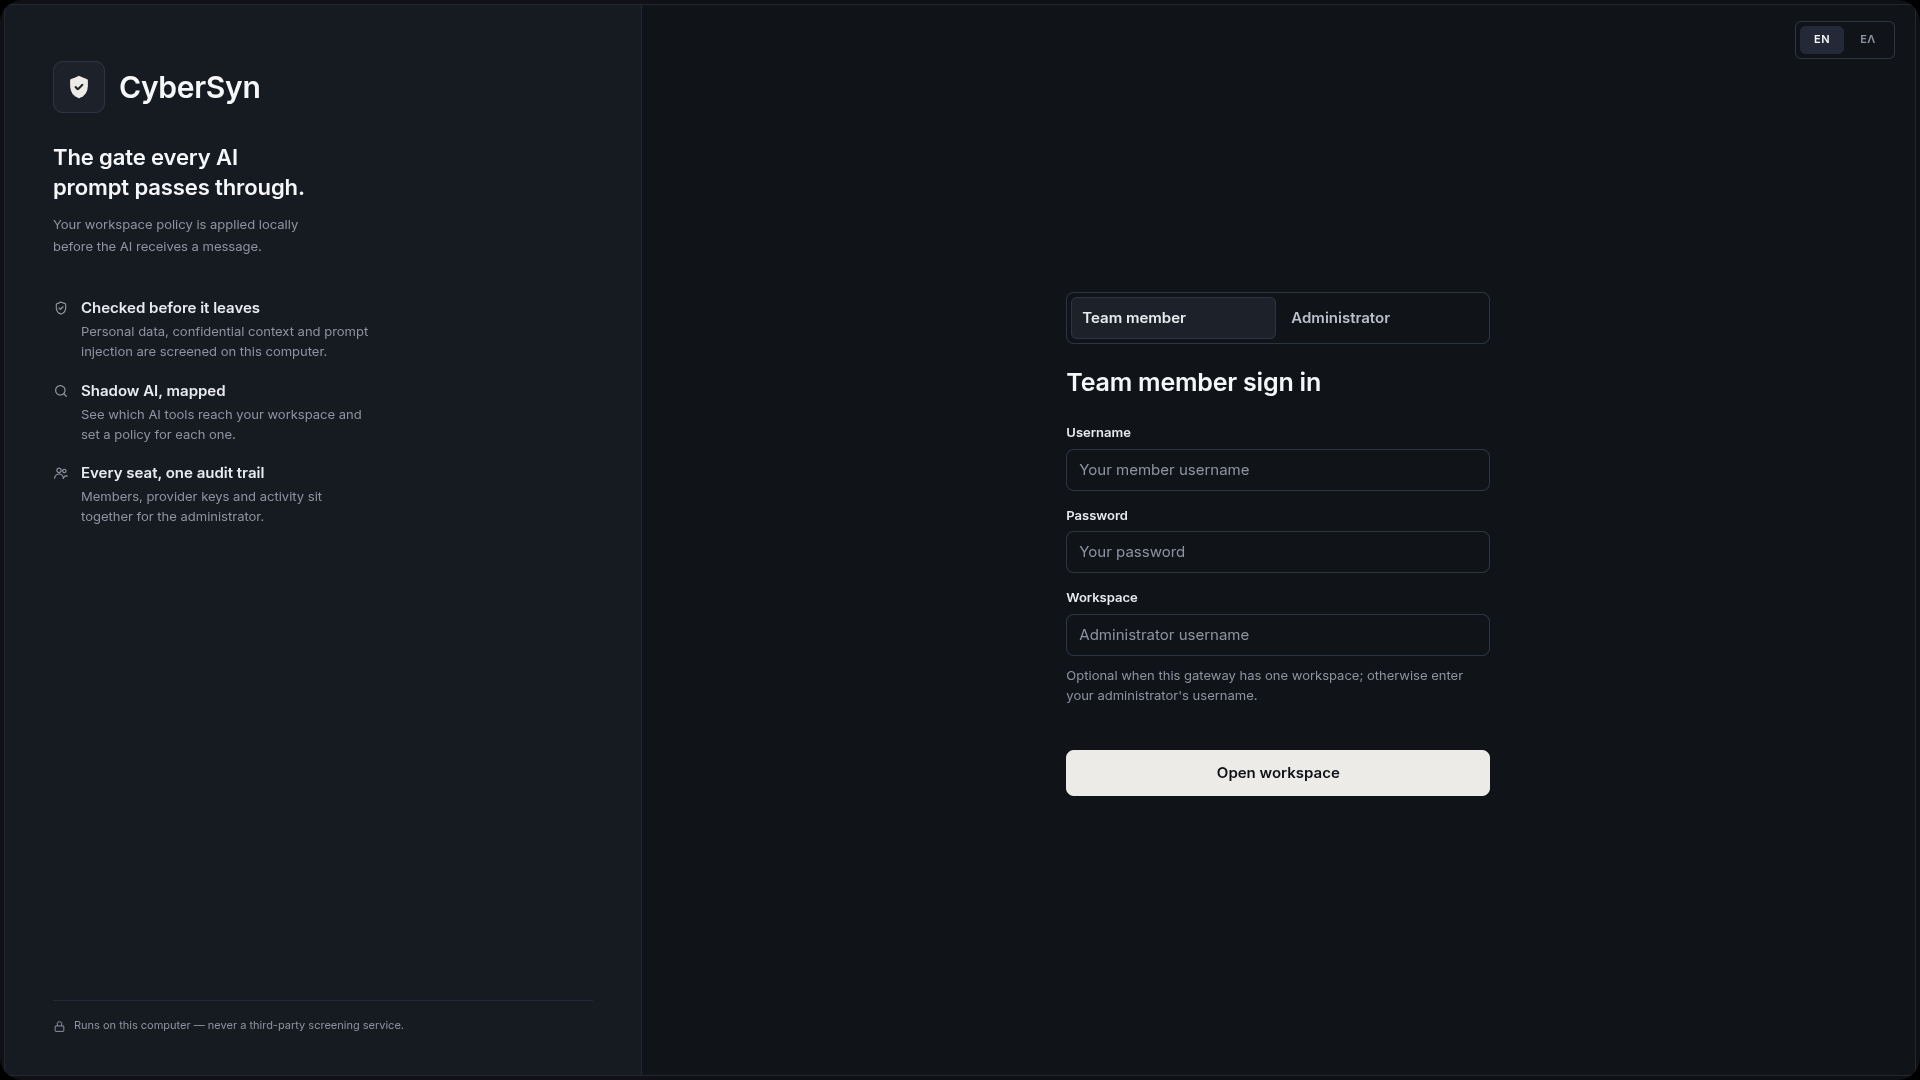 CyberSyn
The gate every AI
prompt passes through.
Your workspace policy is applied locally
before the AI receives a message.
Checked before it leaves
Personal data, confidential context and prompt
injection are screened on this computer.
Shadow AI, mapped
See which AI tools reach your workspace and
set a policy for each one.
Every seat, one audit trail
Members, provider keys and activity sit
together for the administrator.
Runs on this computer — never a third-party screening service.
EN ΕΛ
Team member Administrator
Team member sign in
Username
Your member username
Password
Your password
Workspace
Administrator username
Optional when this gateway has one workspace; otherwise enter
your administrator's username.
Open workspace